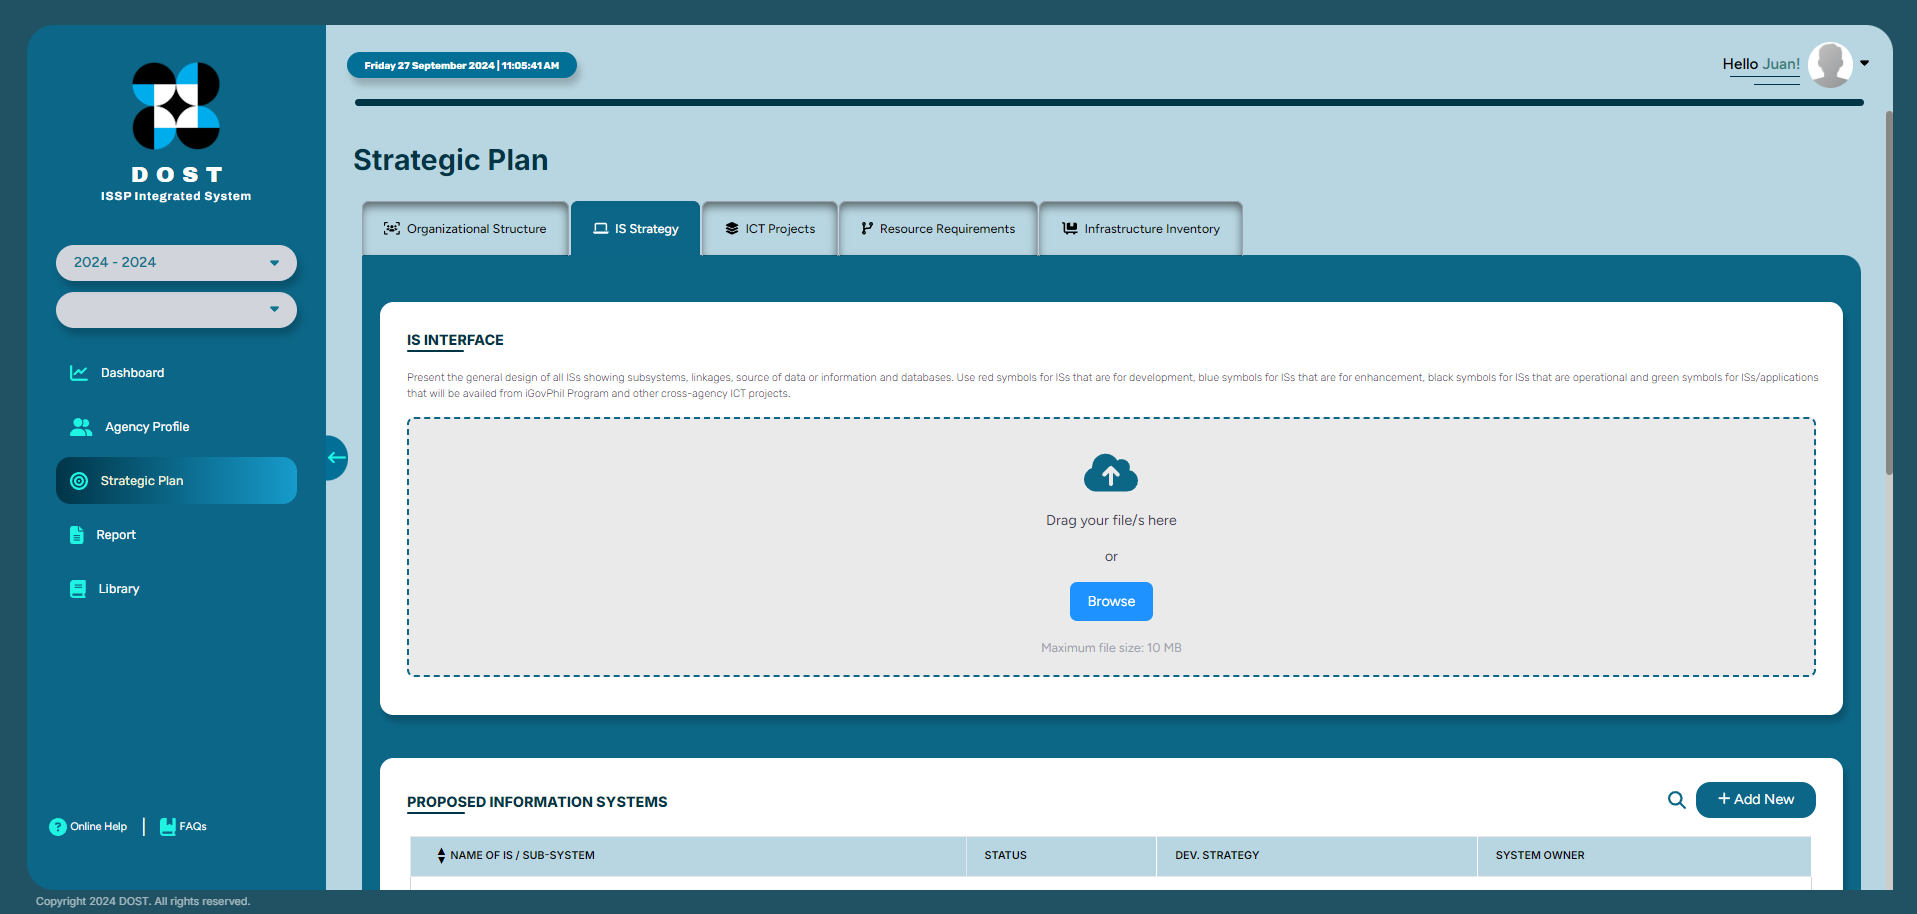 DOST
ISSP Integrated System
2024 - 2024
Dashboard
Agency Profile
Strategic Plan
Report
Library
? Online Help | FAQs
Friday 27 September 2024 | 11:05:41 AM
Hello Juan!
Strategic Plan
Organizational Structure
IS Strategy
ICT Projects
Resource Requirements
Infrastructure Inventory
IS INTERFACE
Present the general design of all ISs showing subsystems, linkages, source of data or information and databases. Use red symbols for ISs that are for development, blue symbols for ISs that are for enhancement, black symbols for ISs that are operational and green symbols for ISs/applications
that will be availed from iGovPhil Program and other cross-agency ICT projects.
Drag your file/s here
or
Browse
Maximum file size: 10 MB
PROPOSED INFORMATION SYSTEMS
+ Add New
NAME OF IS / SUB-SYSTEM
STATUS
DEV. STRATEGY
SYSTEM OWNER
Copyright 2024 DOST. All rights reserved.